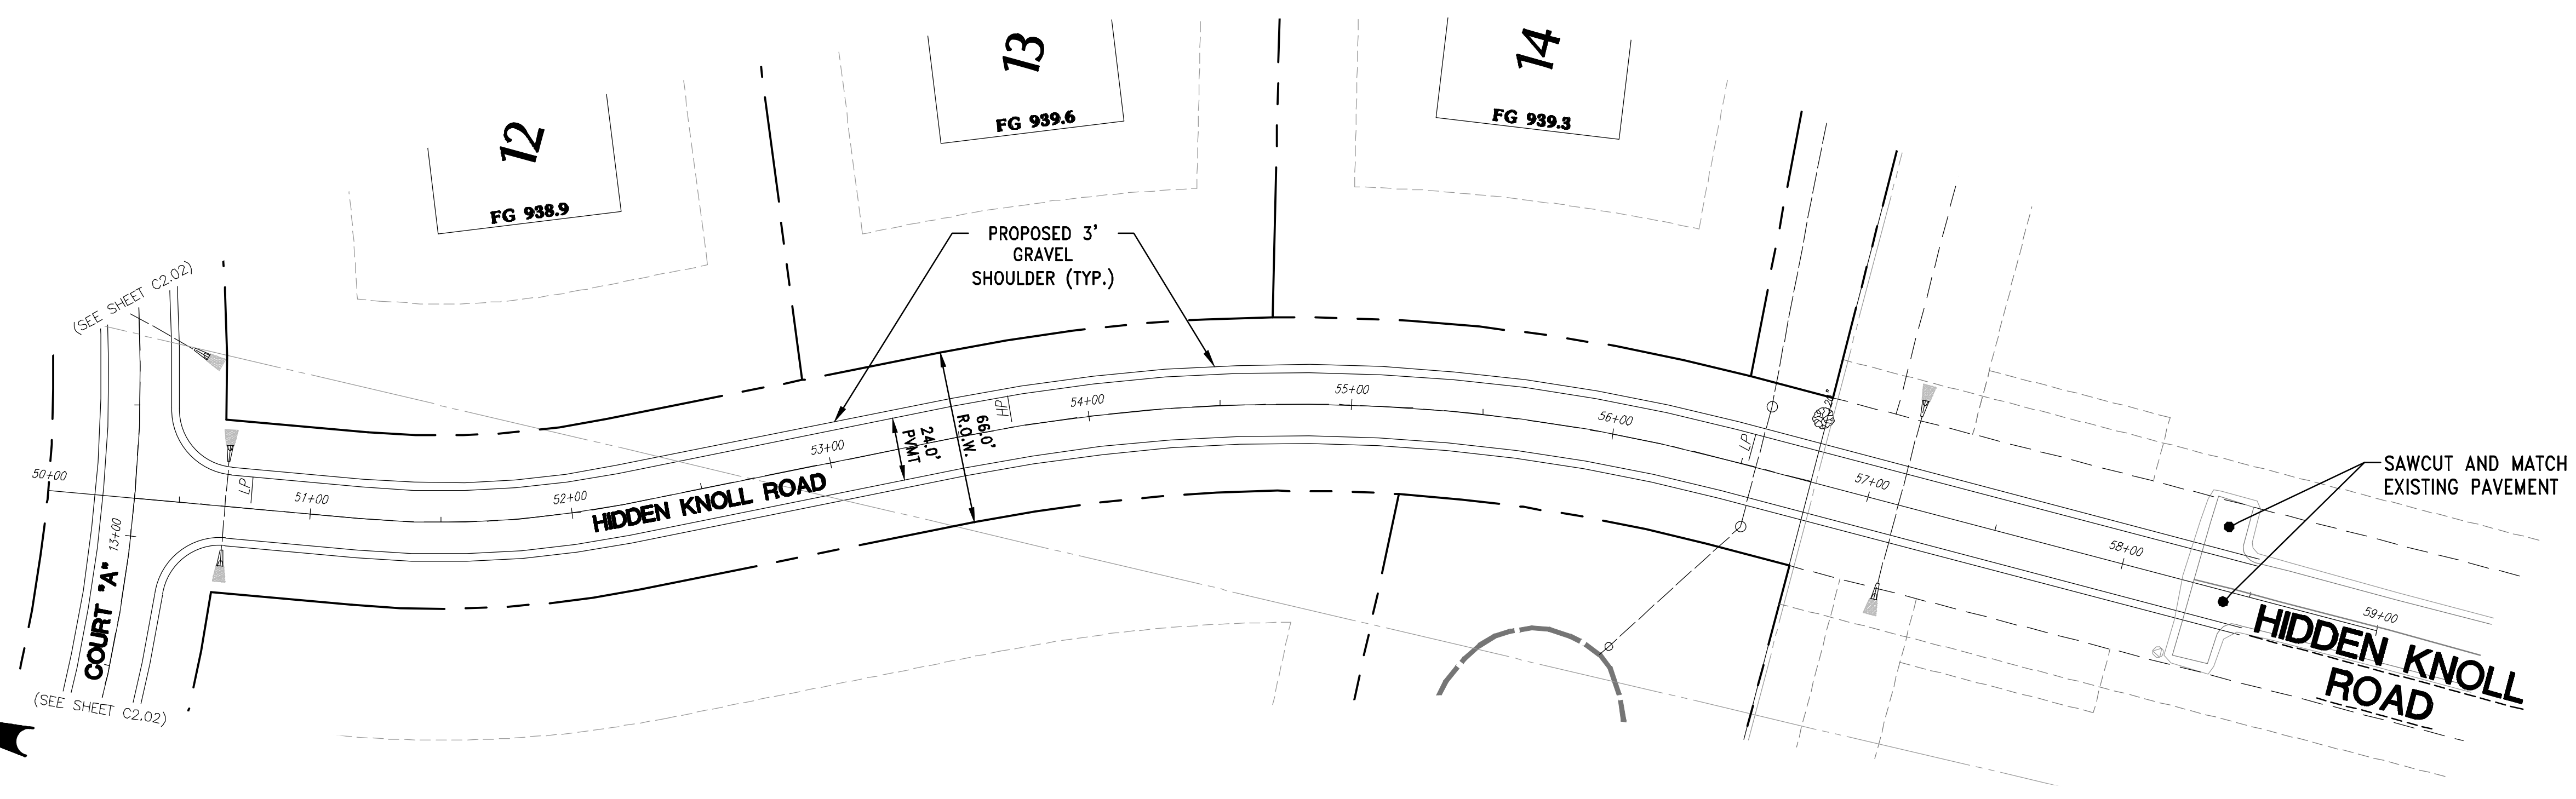 12
FG 938.9
13
FG 939.6
14
FG 939.3
PROPOSED 3'
GRAVEL
SHOULDER (TYP.)
(SEE SHEET C2.02)
50+00
LP
51+00
52+00
53+00
HP
54+00
55+00
56+00
LP
57+00
58+00
59+00
66.0'
R.O.W.
24.0'
PVMT
HIDDEN KNOLL ROAD
13+00
COURT "A"
(SEE SHEET C2.02)
SAWCUT AND MATCH
EXISTING PAVEMENT
HIDDEN KNOLL
ROAD